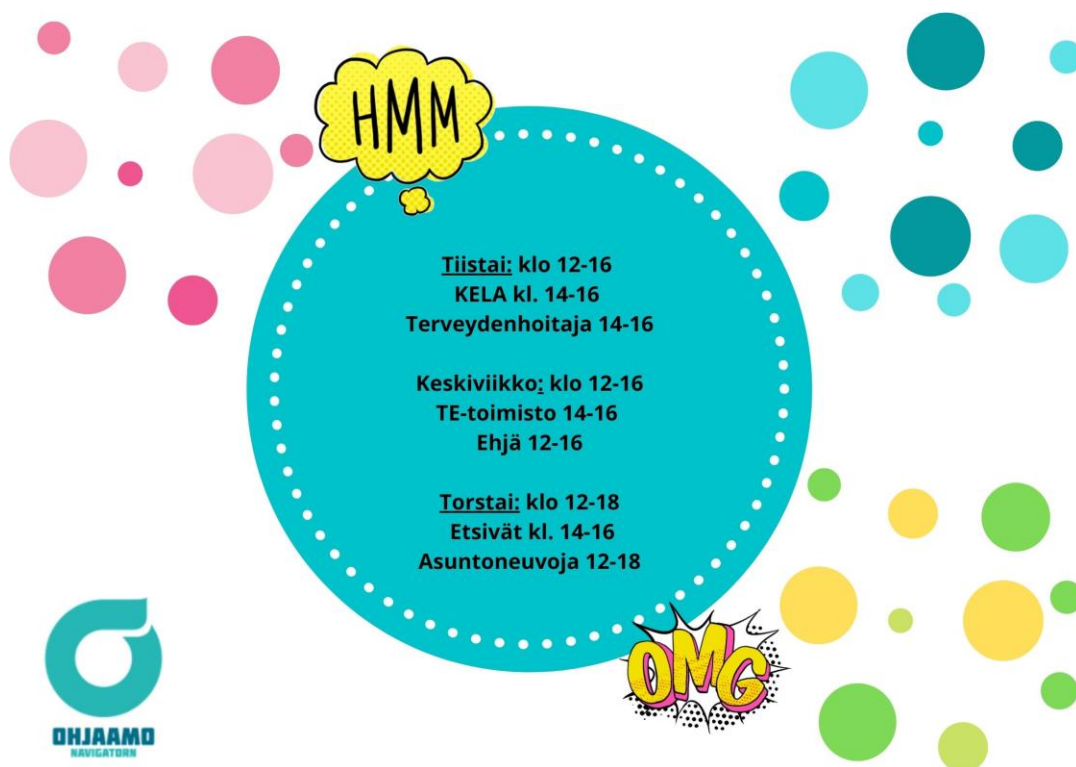 HMM
Tiistai: klo 12-16
KELA kl. 14-16
Terveydenhoitaja 14-16
Keskiviikko: klo 12-16
TE-toimisto 14-16
Ehjä 12-16
Torstai: klo 12-18
Etsivät kl. 14-16
Asuntoneuvoja 12-18
OMG
OHJAAMO
NAVIGATORN